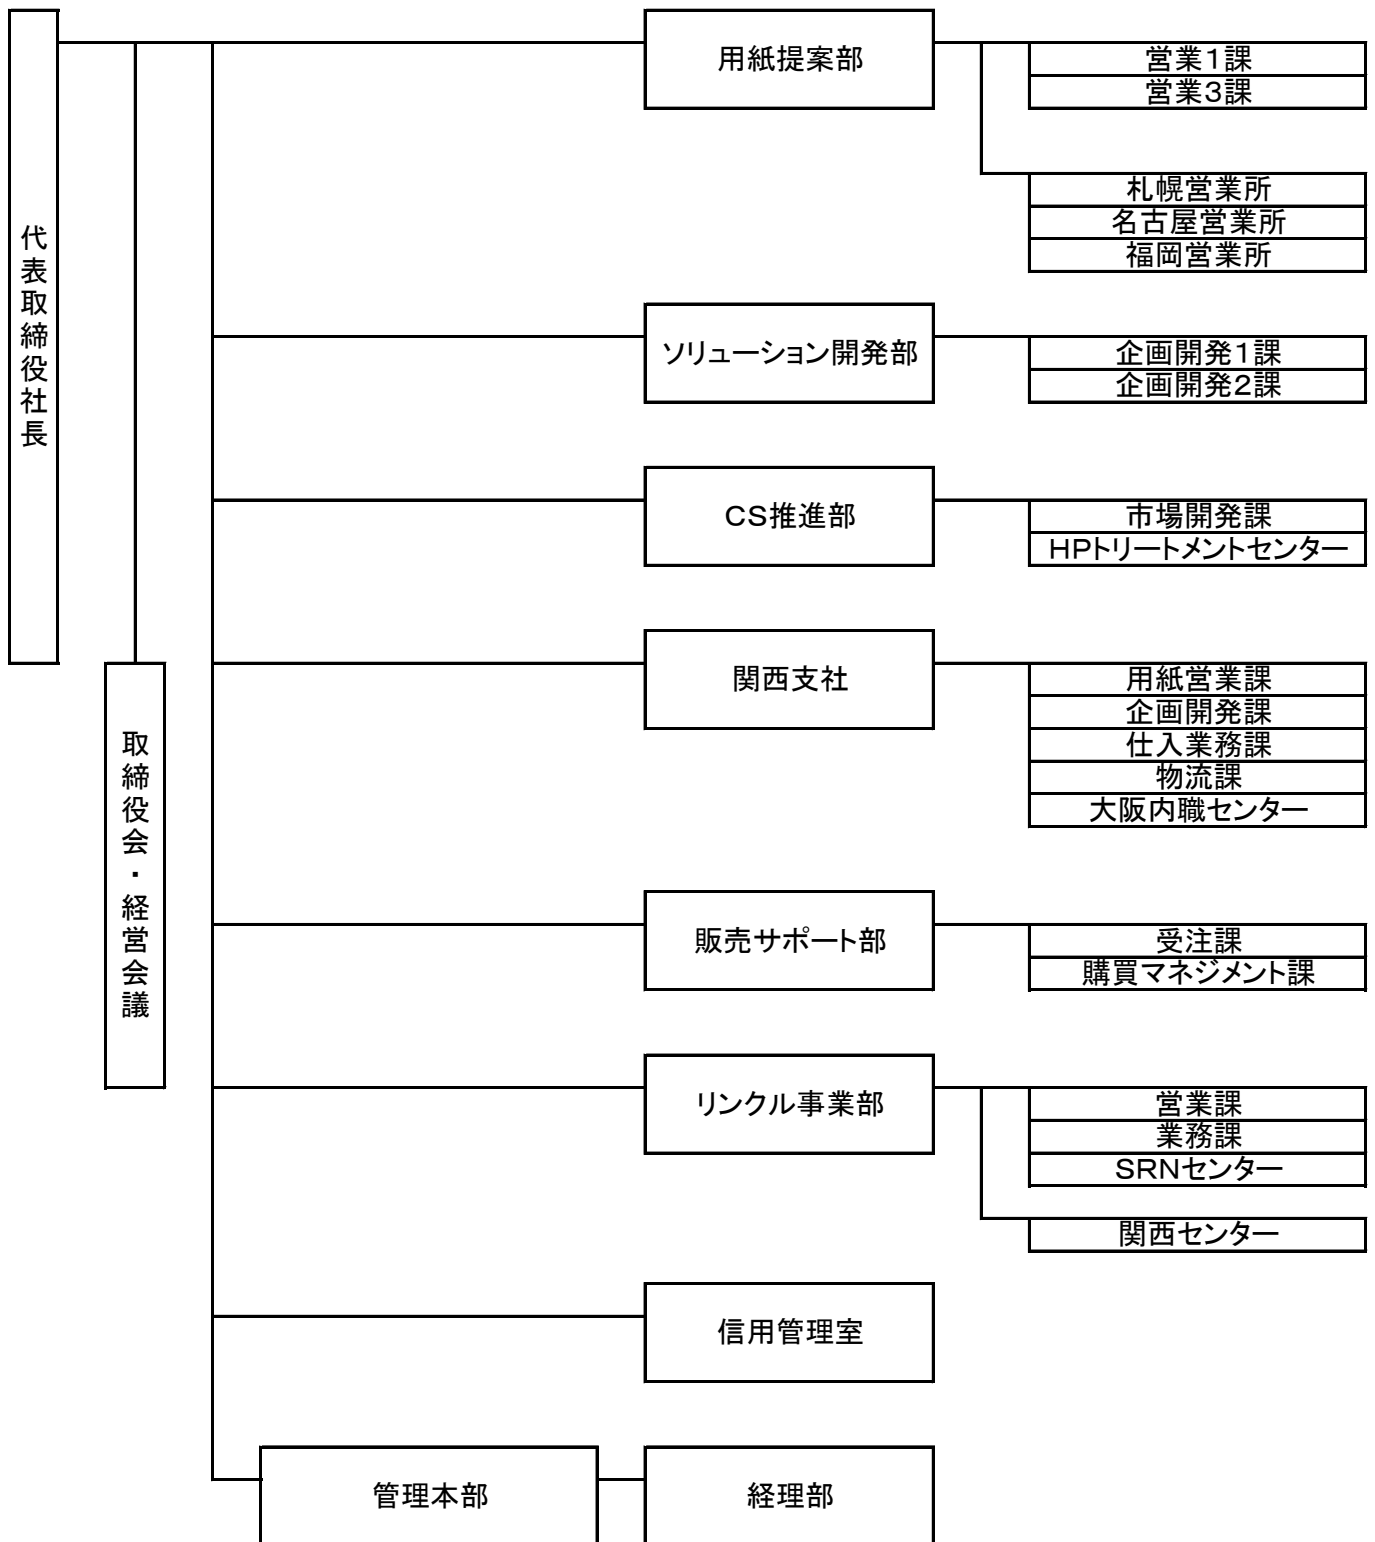 代表取締役社長
取締役会・経営会議
用紙提案部
営業1課
営業3課
札幌営業所
名古屋営業所
福岡営業所
ソリューション開発部
企画開発1課
企画開発2課
CS推進部
市場開発課
HPトリートメントセンター
関西支社
用紙営業課
企画開発課
仕入業務課
物流課
大阪内職センター
販売サポート部
受注課
購買マネジメント課
リンクル事業部
営業課
業務課
SRNセンター
関西センター
信用管理室
管理本部
経理部